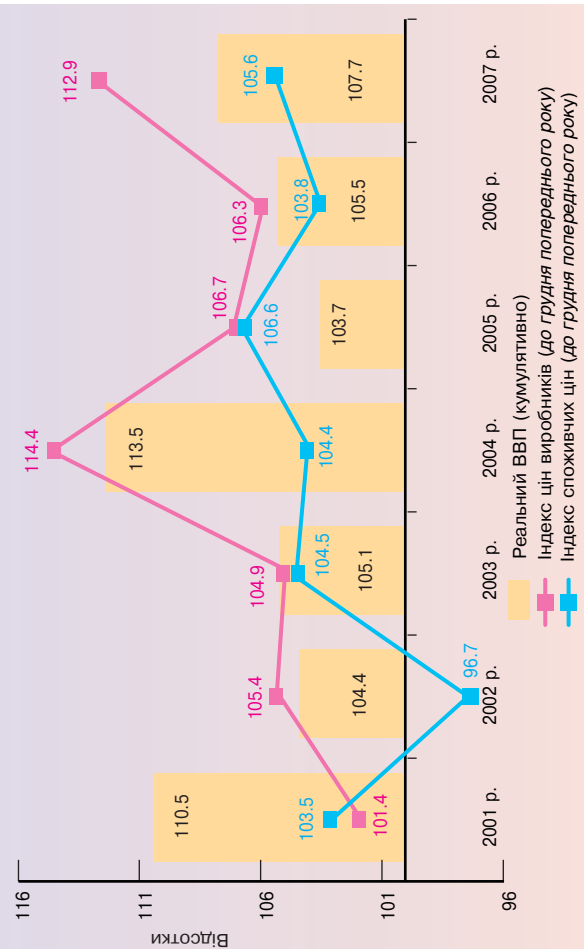 116
111
106
101
96
Відсотки
110.5
104.4
105.1
113.5
103.7
105.5
107.7
101.4
105.4
104.9
114.4
106.7
106.3
112.9
103.5
96.7
104.5
104.4
106.6
103.8
105.6
2001 р.
2002 р.
2003 р.
2004 р.
2005 р.
2006 р.
2007 р.
Реальний ВВП (кумулятивно)
Індекс цін виробників (до грудня попереднього року)
Індекс споживчих цін (до грудня попереднього року)